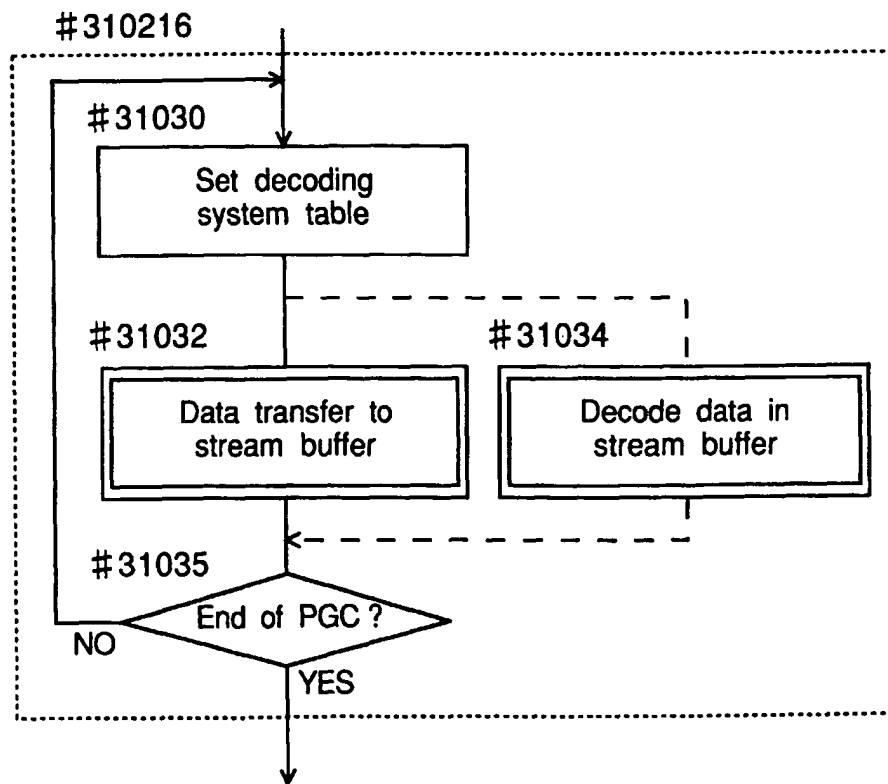 #310216
#31030
Set decoding
system table
#31032
#31034
Data transfer to
stream buffer
Decode data in
stream buffer
#31035
End of PGC ?
NO
YES